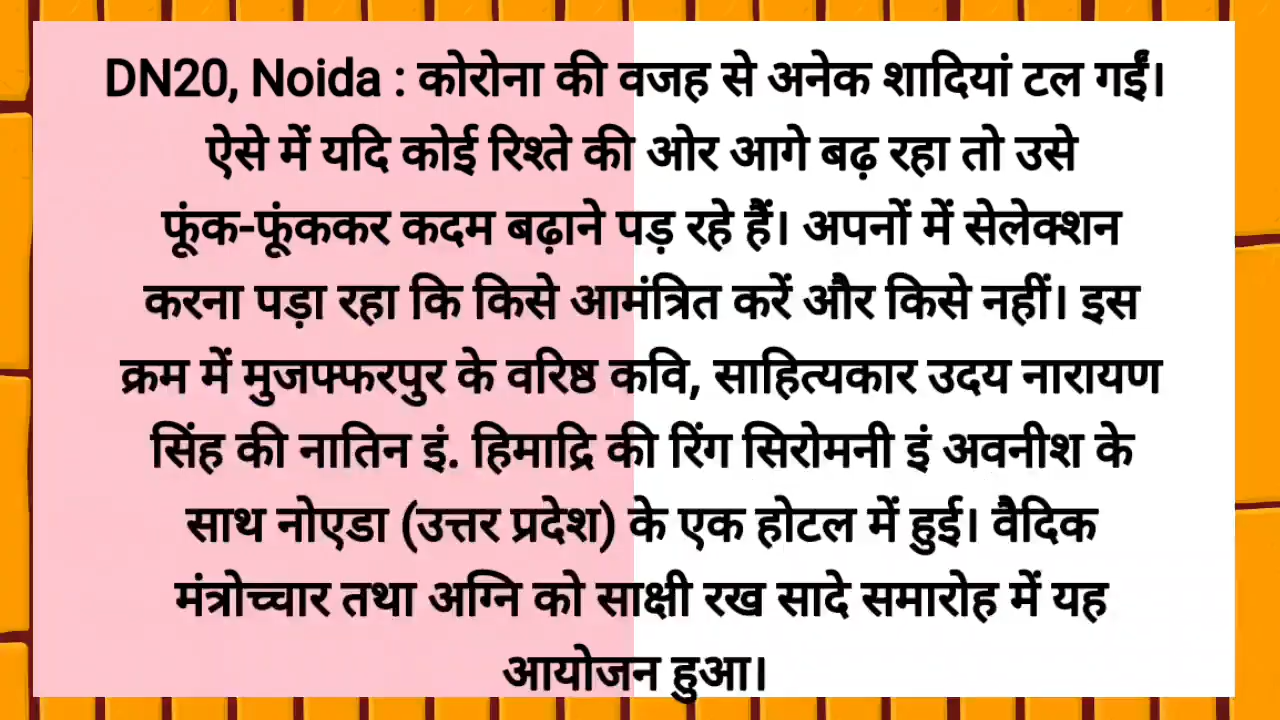 DN20, Noida : कोरोना की वजह से अनेक शादियां टल गईं।
ऐसे में यदि कोई रिश्ते की ओर आगे बढ़ रहा तो उसे
फूंक-फूंककर कदम बढ़ाने पड़ रहे हैं। अपनों में सेलेक्शन
करना पड़ा रहा कि किसे आमंत्रित करें और किसे नहीं। इस
क्रम में मुजफ्फरपुर के वरिष्ठ कवि, साहित्यकार उदय नारायण
सिंह की नातिन इं. हिमाद्रि की रिंग सिरोमनी इं अवनीश के
साथ नोएडा (उत्तर प्रदेश) के एक होटल में हुई। वैदिक
मंत्रोच्चार तथा अग्नि को साक्षी रख सादे समारोह में यह
आयोजन हुआ।